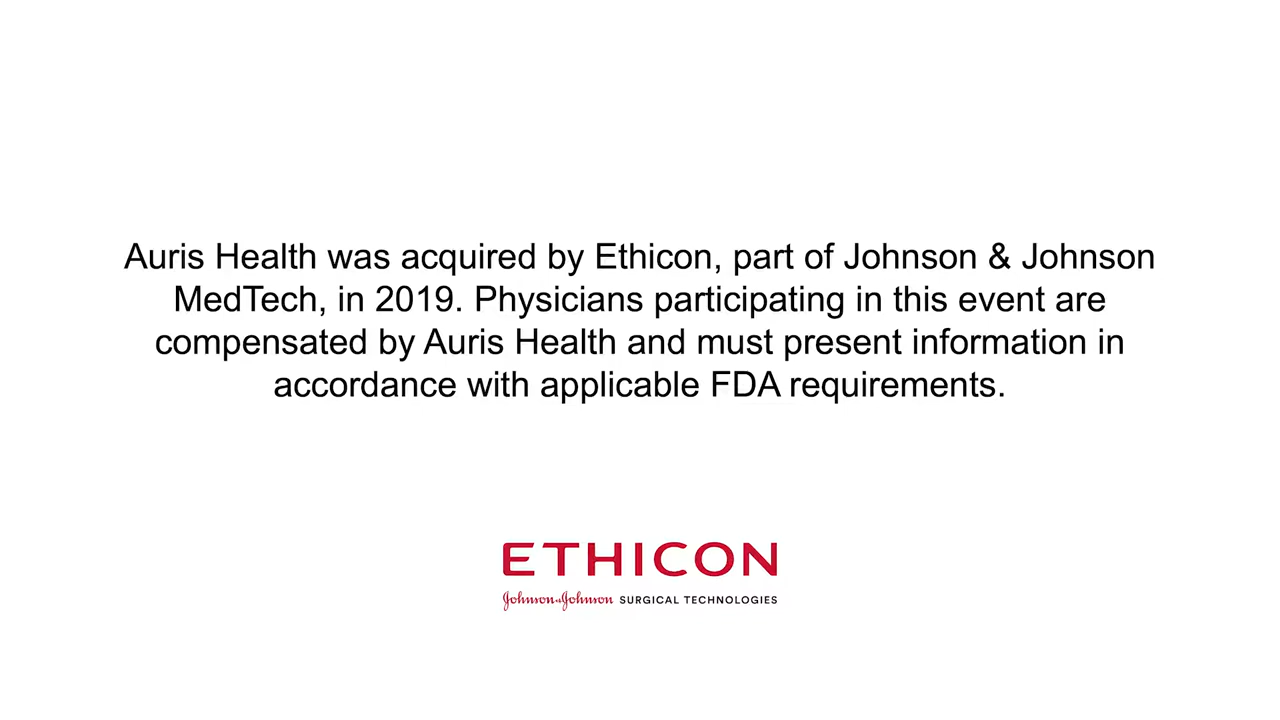 Auris Health was acquired by Ethicon, part of Johnson & Johnson
MedTech, in 2019. Physicians participating in this event are
compensated by Auris Health and must present information in
accordance with applicable FDA requirements.
ETHICON
Johnson & Johnson SURGICAL TECHNOLOGIES